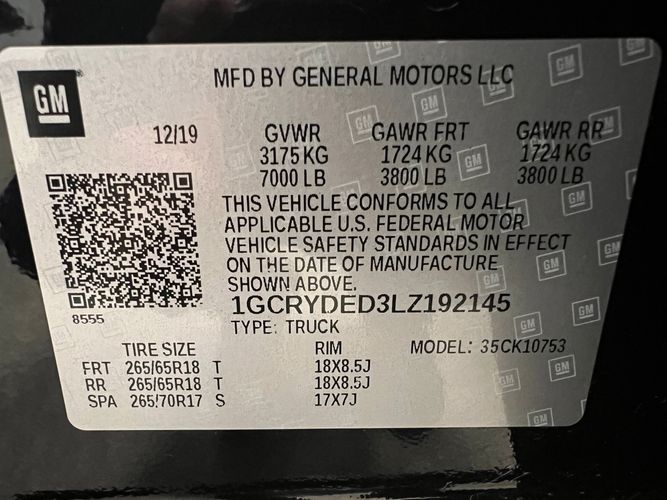 GM
MFD BY GENERAL MOTORS LLC
12/19 GVWR GAWR FRT GAWR RR
3175 KG 1724 KG 1724 KG
7000 LB 3800 LB 3800 LB
THIS VEHICLE CONFORMS TO ALL
APPLICABLE U.S. FEDERAL MOTOR
VEHICLE SAFETY STANDARDS IN EFFECT
ON THE DATE OF MANUFACTURE
SHOWN ABOVE.
1GCRYDED3LZ192145
8555
TYPE: TRUCK
TIRE SIZE RIM MODEL: 35CK10753
FRT 265/65R18 T 18X8.5J
RR 265/65R18 T 18X8.5J
SPA 265/70R17 S 17X7J